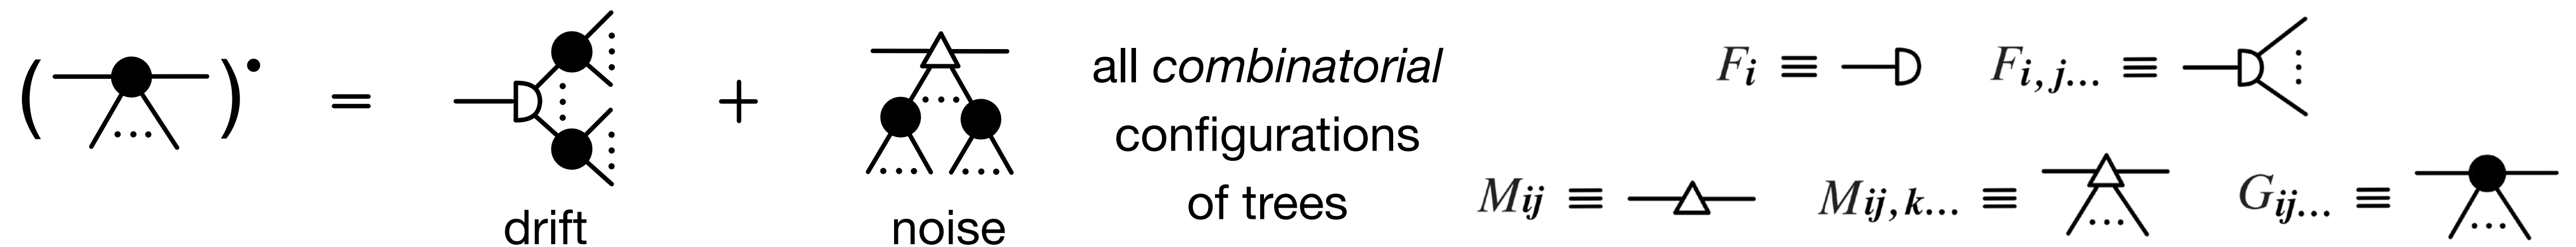 ( )• = + all combinatorial
configurations
of trees
drift noise
F_i ≡ F_{i,j...} ≡
M_{ij} ≡ M_{ij,k...} ≡ G_{ij...} ≡